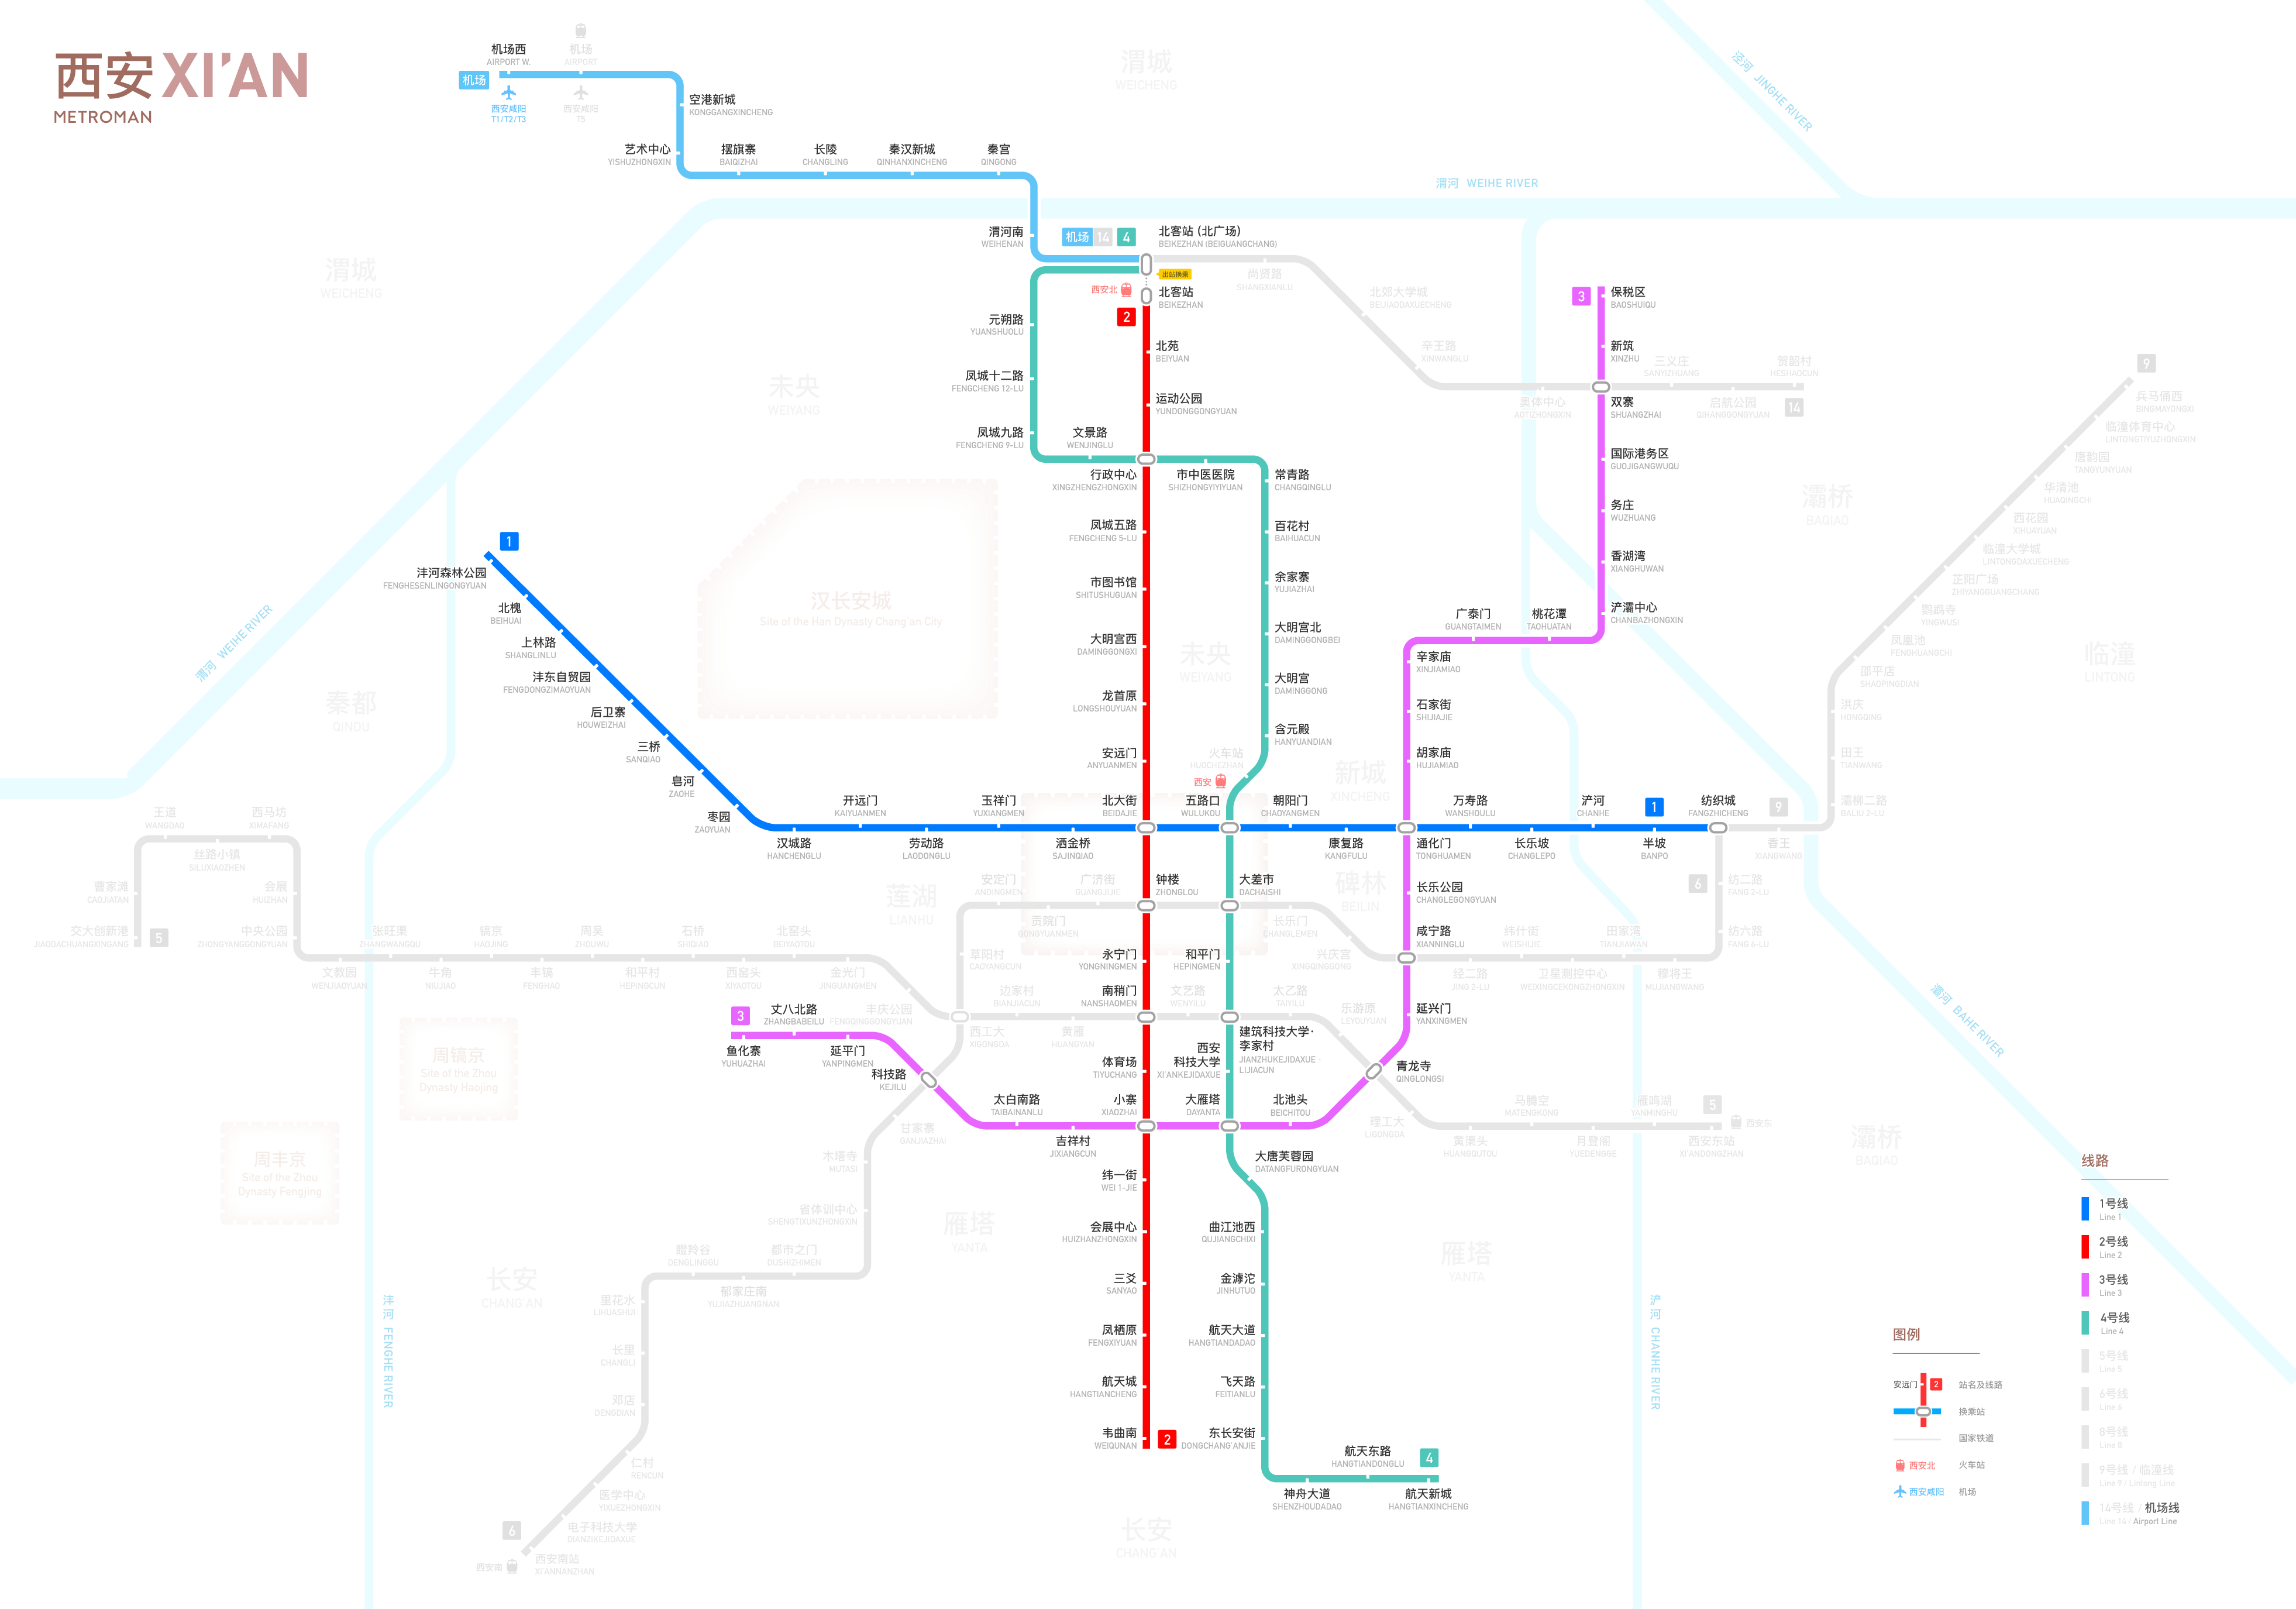 西安 XI'AN
METROMAN
机场西
AIRPORT W.
机场
AIRPORT
机场
西安咸阳
T1/T2/T3
西安咸阳
T5
空港新城
KONGGANGXINCHENG
艺术中心
YISHUZHONGXIN
摆旗寨
BAIQIZHAI
长陵
CHANGLING
秦汉新城
QINHANXINCHENG
秦宫
QINGONG
渭城
WEICHENG
泾河 JINGHE RIVER
渭河 WEIHE RIVER
渭河南
WEIHENAN
机场 14 4
北客站 (北广场)
BEIKEZHAN (BEIGUANGCHANG)
出站换乘
西安北
北客站
BEIKEZHAN
2
尚贤路
SHANGXIANLU
北郊大学城
BEIJIAODAXUECHENG
辛王路
XINWANGLU
奥体中心
AOTIZHONGXIN
三义庄
SANYIZHUANG
启航公园
QIHANGGONGYUAN
贺韶村
HESHAOCUN
14
3
保税区
BAOSHUIQU
新筑
XINZHU
双寨
SHUANGZHAI
国际港务区
GUOJIGANGWUQU
务庄
WUZHUANG
香湖湾
XIANGHUWAN
浐灞中心
CHANBAZHONGXIN
桃花潭
TAOHUATAN
广泰门
GUANGTAIMEN
辛家庙
XINJIAMIAO
石家街
SHIJIAJIE
胡家庙
HUJIAMIAO
渭城
WEICHENG
未央
WEIYANG
元朔路
YUANSHUOLU
凤城十二路
FENGCHENG 12-LU
凤城九路
FENGCHENG 9-LU
文景路
WENJINGLU
北苑
BEIYUAN
运动公园
YUNDONGGONGYUAN
行政中心
XINGZHENGZHONGXIN
市中医医院
SHIZHONGYIYIYUAN
常青路
CHANGQINGLU
百花村
BAIHUACUN
余家寨
YUJIAZHAI
大明宫北
DAMINGGONGBEI
大明宫
DAMINGGONG
含元殿
HANYUANDIAN
火车站
HUOCHEZHAN
西安
凤城五路
FENGCHENG 5-LU
市图书馆
SHITUSHUGUAN
大明宫西
DAMINGGONGXI
龙首原
LONGSHOUYUAN
安远门
ANYUANMEN
未央
WEIYANG
新城
XINCHENG
灞桥
BAQIAO
临潼
LINTONG
9
兵马俑西
BINGMAYONGXI
临潼体育中心
LINTONGTIYUZHONGXIN
唐韵园
TANGYUNYUAN
华清池
HUAQINGCHI
西花园
XIHUAYUAN
临潼大学城
LINTONGDAXUECHENG
芷阳广场
ZHIYANGGUANGCHANG
鹦鹉寺
YINGWUSI
凤凰池
FENGHUANGCHI
邵平店
SHAOPINGDIAN
洪庆
HONGQING
田王
TIANWANG
灞柳二路
BALIU 2-LU
香王
XIANGWANG
9
汉长安城
Site of the Han Dynasty Chang'an City
1
沣河森林公园
FENGHESENLINGONGYUAN
北槐
BEIHUAI
上林路
SHANGLINLU
沣东自贸园
FENGDONGZIMAOYUAN
后卫寨
HOUWEIZHAI
三桥
SANQIAO
皂河
ZAOHE
枣园
ZAOYUAN
汉城路
HANCHENGLU
开远门
KAIYUANMEN
劳动路
LAODONGLU
玉祥门
YUXIANGMEN
洒金桥
SAJINQIAO
北大街
BEIDAJIE
五路口
WULUKOU
朝阳门
CHAOYANGMEN
康复路
KANGFULU
通化门
TONGHUAMEN
万寿路
WANSHOULU
长乐坡
CHANGLEPO
浐河
CHANHE
半坡
BANPO
1
纺织城
FANGZHICHENG
渭河 WEIHE RIVER
秦都
QINDU
王道
WANGDAO
西马坊
XIMAFANG
丝路小镇
SILUXIAOZHEN
曹家滩
CAOJIATAN
会展
HUIZHAN
交大创新港
JIAODACHUANGXINGANG
5
中央公园
ZHONGYANGGONGYUAN
文教园
WENJIAOYUAN
张旺渠
ZHANGWANGQU
牛角
NIUJIAO
镐京
HAOJING
丰镐
FENGHAO
周吴
ZHOUWU
和平村
HEPINGCUN
石桥
SHIQIAO
西窑头
XIYAOTOU
北窑头
BEIYAOTOU
金光门
JINGUANGMEN
丰庆公园
FENGQINGGONGYUAN
莲湖
LIANHU
碑林
BEILIN
安定门
ANDINGMEN
贡院门
GONGYUANMEN
广济街
GUANGJIJIE
钟楼
ZHONGLOU
大差市
DACHAISHI
长乐门
CHANGLEMEN
兴庆宫
XINGQINGGONG
长乐公园
CHANGLEGONGYUAN
咸宁路
XIANNINGLU
经二路
JING 2-LU
纬什街
WEISHIJIE
卫星测控中心
WEIXINGCEKONGZHONGXIN
田家湾
TIANJIAWAN
穆将王
MUJIANGWANG
6
纺二路
FANG 2-LU
纺六路
FANG 6-LU
草阳村
CAOYANGCUN
边家村
BIANJIACUN
西工大
XIGONGDA
黄雁
HUANGYAN
永宁门
YONGNINGMEN
南稍门
NANSHAOMEN
和平门
HEPINGMEN
文艺路
WENYILU
建筑科技大学·
李家村
JIANZHUKEJIDAXUE ·
LIJIACUN
太乙路
TAIYILU
乐游原
LEYOUYUAN
延兴门
YANXINGMEN
青龙寺
QINGLONGSI
理工大
LIGONGDA
黄渠头
HUANGQUTOU
马腾空
MATENGKONG
月登阁
YUEDENGGE
雁鸣湖
YANMINGHU
西安东站
XI'ANDONGZHAN
5
西安东
3
鱼化寨
YUHUAZHAI
丈八北路
ZHANGBABEILU
延平门
YANPINGMEN
科技路
KEJILU
太白南路
TAIBAINANLU
吉祥村
JIXIANGCUN
体育场
TIYUCHANG
小寨
XIAOZHAI
西安
科技大学
XI'ANKEJIDAXUE
大雁塔
DAYANTA
北池头
BEICHITOU
大唐芙蓉园
DATANGFURONGYUAN
周镐京
Site of the Zhou
Dynasty Haojing
周丰京
Site of the Zhou
Dynasty Fengjing
甘家寨
GANJIAZHAI
木塔寺
MUTASI
省体训中心
SHENGTIXUNZHONGXIN
都市之门
DUSHIZHIMEN
郁家庄南
YUJIAZHUANGNAN
瞪羚谷
DENGLINGGU
里花水
LIHUASHUI
长里
CHANGLI
邓店
DENGDIAN
仁村
RENCUN
医学中心
YIXUEZHONGXIN
电子科技大学
DIANZIKEJIDAXUE
西安南站
XI'ANNANZHAN
6
西安南
纬一街
WEI 1-JIE
会展中心
HUIZHANZHONGXIN
三爻
SANYAO
凤栖原
FENGXIYUAN
航天城
HANGTIANCHENG
韦曲南
WEIQUNAN
2
曲江池西
QUJIANGCHIXI
金滹沱
JINHUTUO
航天大道
HANGTIANDADAO
飞天路
FEITIANLU
东长安街
DONGCHANG'ANJIE
神舟大道
SHENZHOUDADAO
航天东路
HANGTIANDONGLU
航天新城
HANGTIANXINCHENG
4
雁塔
YANTA
雁塔
YANTA
长安
CHANG'AN
长安
CHANG'AN
灞桥
BAQIAO
沣河 FENGHE RIVER
浐河 CHANHE RIVER
灞河 BAHE RIVER
图例
安远门 2 站名及线路
换乘站
国家铁道
西安北 火车站
西安咸阳 机场
线路
1号线
Line 1
2号线
Line 2
3号线
Line 3
4号线
Line 4
5号线
Line 5
6号线
Line 6
8号线
Line 8
9号线 / 临潼线
Line 9 / Lintong Line
14号线 / 机场线
Line 14 / Airport Line